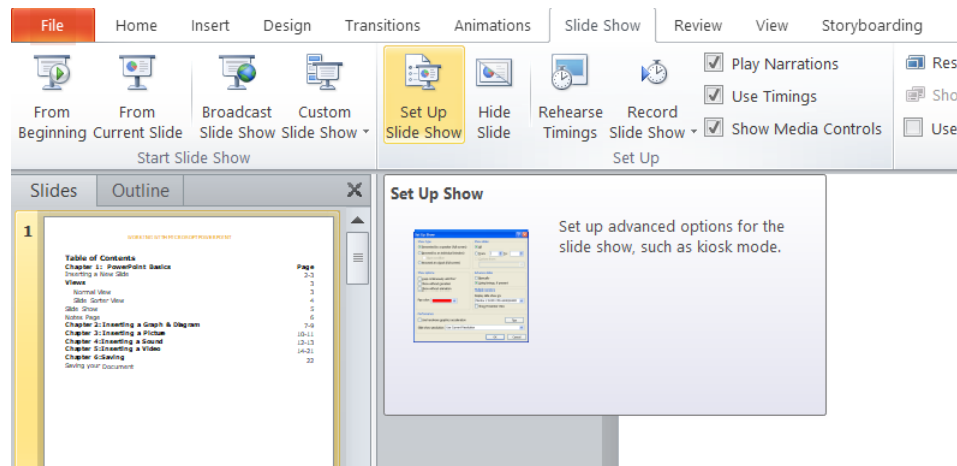 File Home Insert Design Transitions Animations Slide Show Review View Storyboarding
Play Narrations
Use Timings
Show Media Controls
Res
Sho
Use
From Beginning
From Current Slide
Broadcast Slide Show
Custom Slide Show
Set Up Slide Show
Hide Slide
Rehearse Timings
Record Slide Show
Start Slide Show
Set Up
Slides Outline
1
Table of Contents
Chapter 1: PowerPoint Basics Page
Inserting a New Slide 2-3
Views 3
Normal View 3
Slide Sorter View 4
Slide Show 5
Notes Page 6
Chapter 2:Inserting a Graph & Diagram 7-9
Chapter 3:Inserting a Picture 10-11
Chapter 4:Inserting a Sound 12-13
Chapter 5:Inserting a Video 14-21
Chapter 6:Saving
22
Saving your Document
Set Up Show
Set up advanced options for the
slide show, such as kiosk mode.